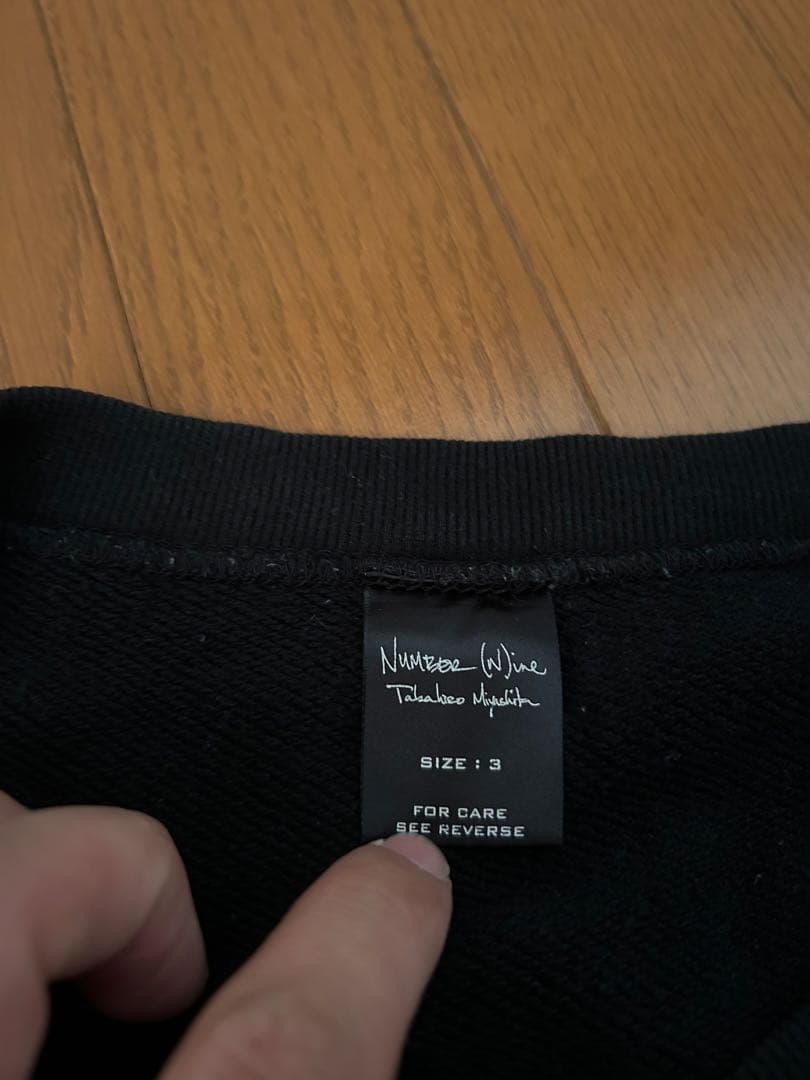 NUMBER (N)ine
Takahiro Miyashita
SIZE : 3
FOR CARE
SEE REVERSE